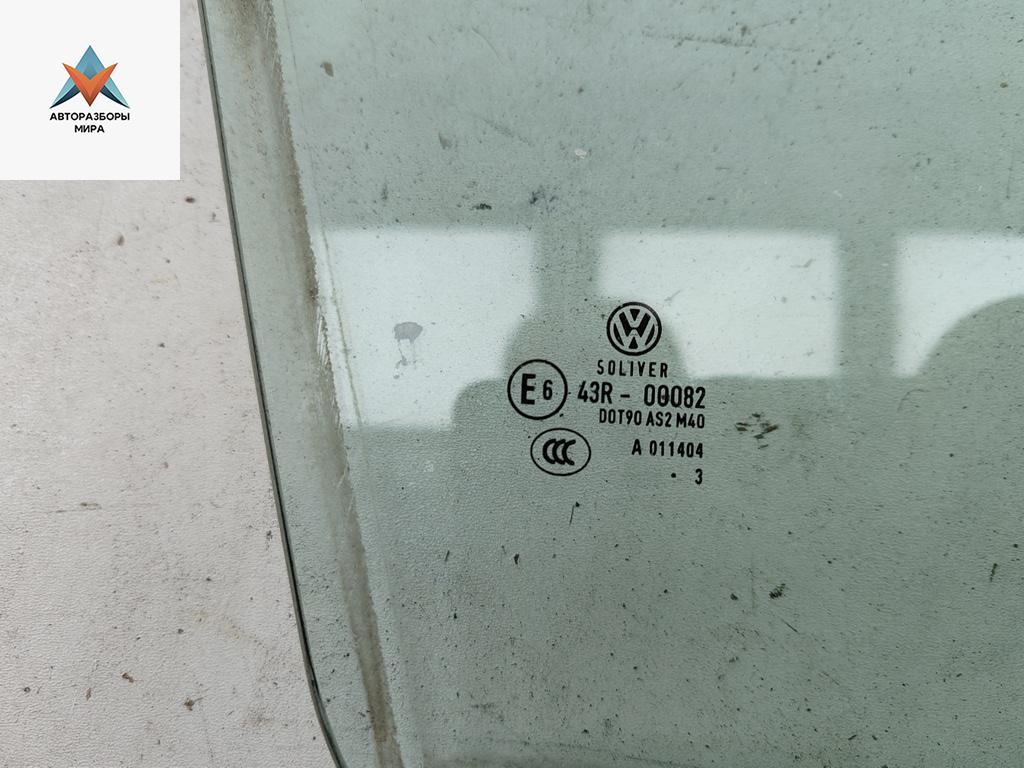 АВТОРАЗБОРЫ
МИРА
SOLIVER
E6 43R - 00082
DOT90 AS2 M40
CCC A 011404
. 3